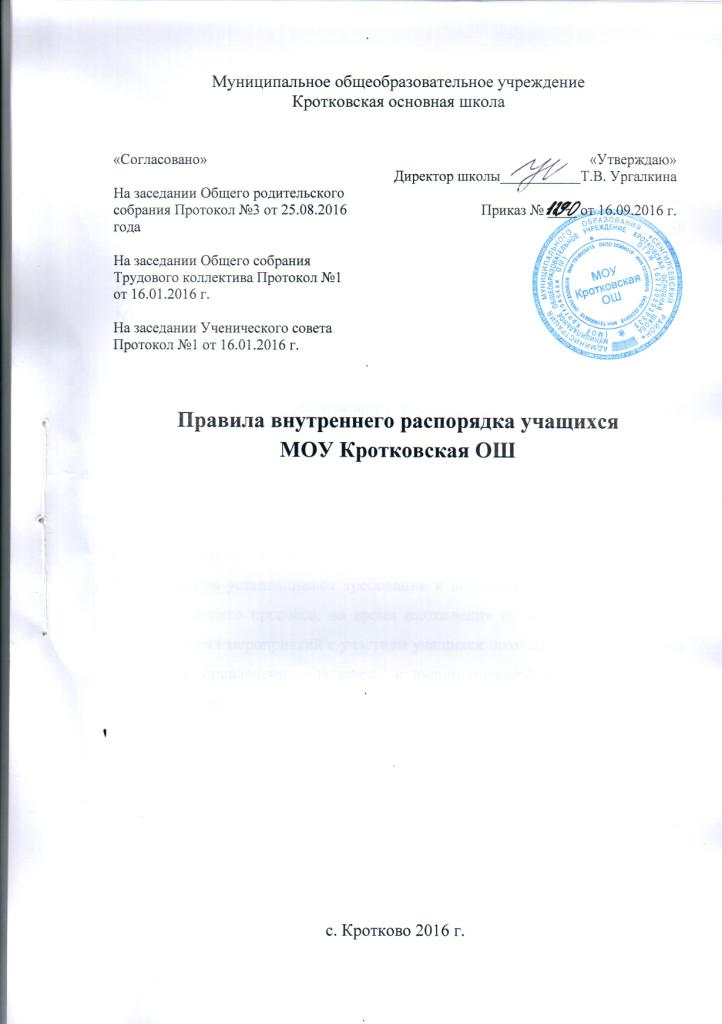 Муниципальное общеобразовательное учреждение
Кротковская основная школа
«Согласовано»
На заседании Общего родительского
собрания Протокол №3 от 25.08.2016
года
На заседании Общего собрания
Трудового коллектива Протокол №1
от 16.01.2016 г.
На заседании Ученического совета
Протокол №1 от 16.01.2016 г.
«Утверждаю»
Директор школы__________Т.В. Ургалкина
Приказ № от 16.09.2016 г.
МОУ
Кротковская
ОШ
Правила внутреннего распорядка учащихся
МОУ Кротковская ОШ
с. Кротково 2016 г.